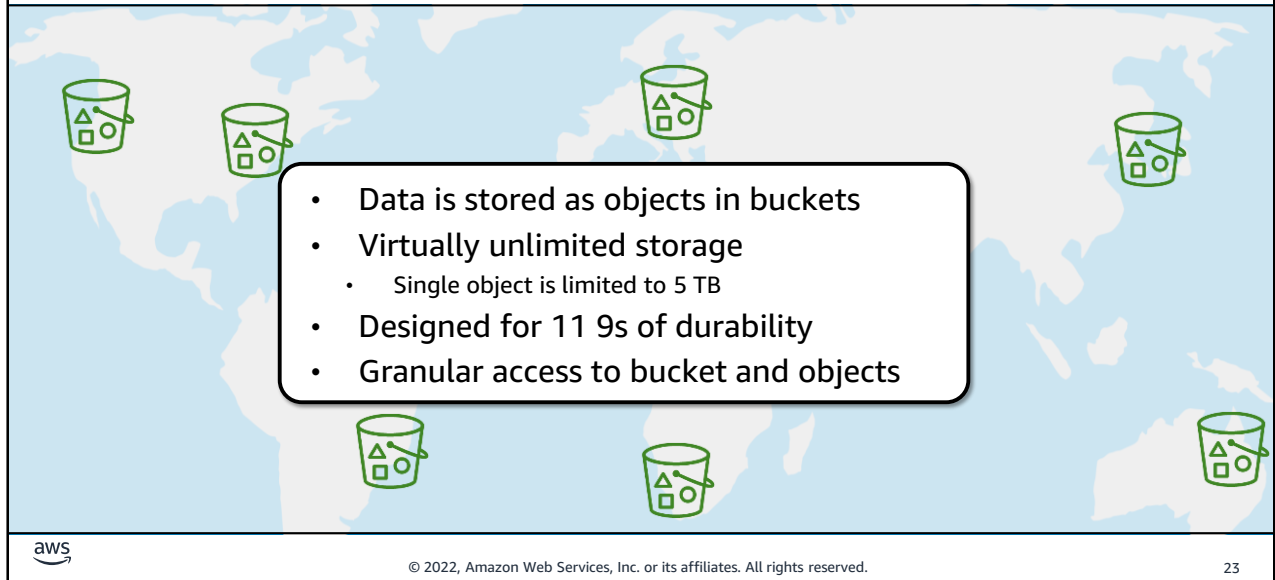 • Data is stored as objects in buckets
• Virtually unlimited storage
• Single object is limited to 5 TB
• Designed for 11 9s of durability
• Granular access to bucket and objects
aws
© 2022, Amazon Web Services, Inc. or its affiliates. All rights reserved.
23